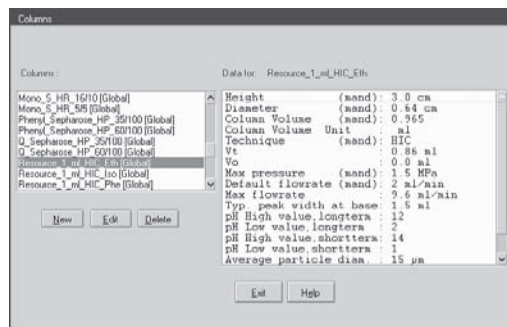 Columns
Columns :
Mono_S_HR_16/10 [Global]
Mono_S_HR_5/5 [Global]
Phenyl_Sepharose_HP_35/100 [Global]
Phenyl_Sepharose_HP_60/100 [Global]
Q_Sepharose_HP_35/100 [Global]
Q_Sepharose_HP_60/100 [Global]
Resource_1_ml_HIC_Eth [Global]
Resource_1_ml_HIC_Iso [Global]
Resource_1_ml_HIC_Phe [Global]
New Edit Delete
Data for: Resource_1_ml_HIC_Eth
Height (mand): 3.0 cm
Diameter (mand): 0.64 cm
Column Volume (mand): 0.965
Column Volume Unit : ml
Technique (mand): HIC
Vt : 0.86 ml
Vo : 0.0 ml
Max pressure (mand): 1.5 MPa
Default flowrate (mand): 2 ml/min
Max flowrate : 9.6 ml/min
Typ. peak width at base: 1.5 ml
pH High value,longterm : 12
pH Low value,longterm : 2
pH High value,shortterm : 14
pH Low value,shortterm : 1
Average particle diam. : 15 µm
Exit Help